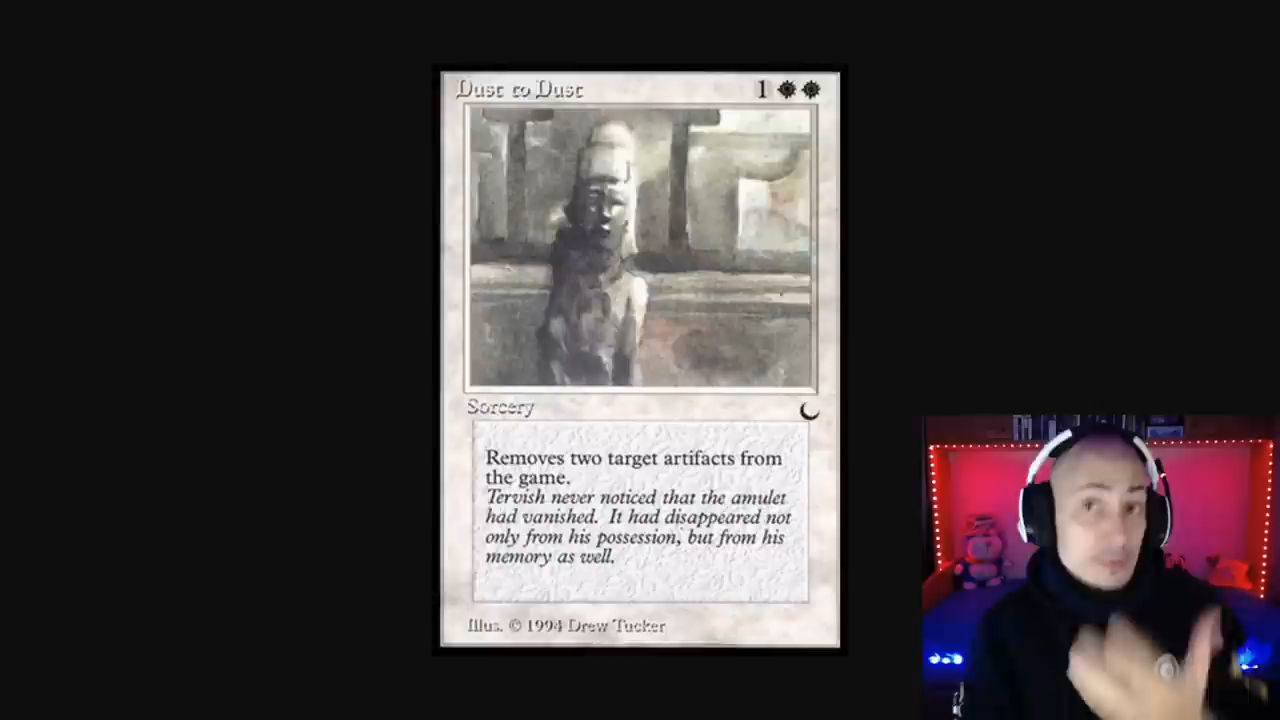 Dust to Dust 1
Sorcery
Removes two target artifacts from
the game.
Tervish never noticed that the amulet
had vanished. It had disappeared not
only from his possession, but from his
memory as well.
Illus. © 1994 Drew Tucker